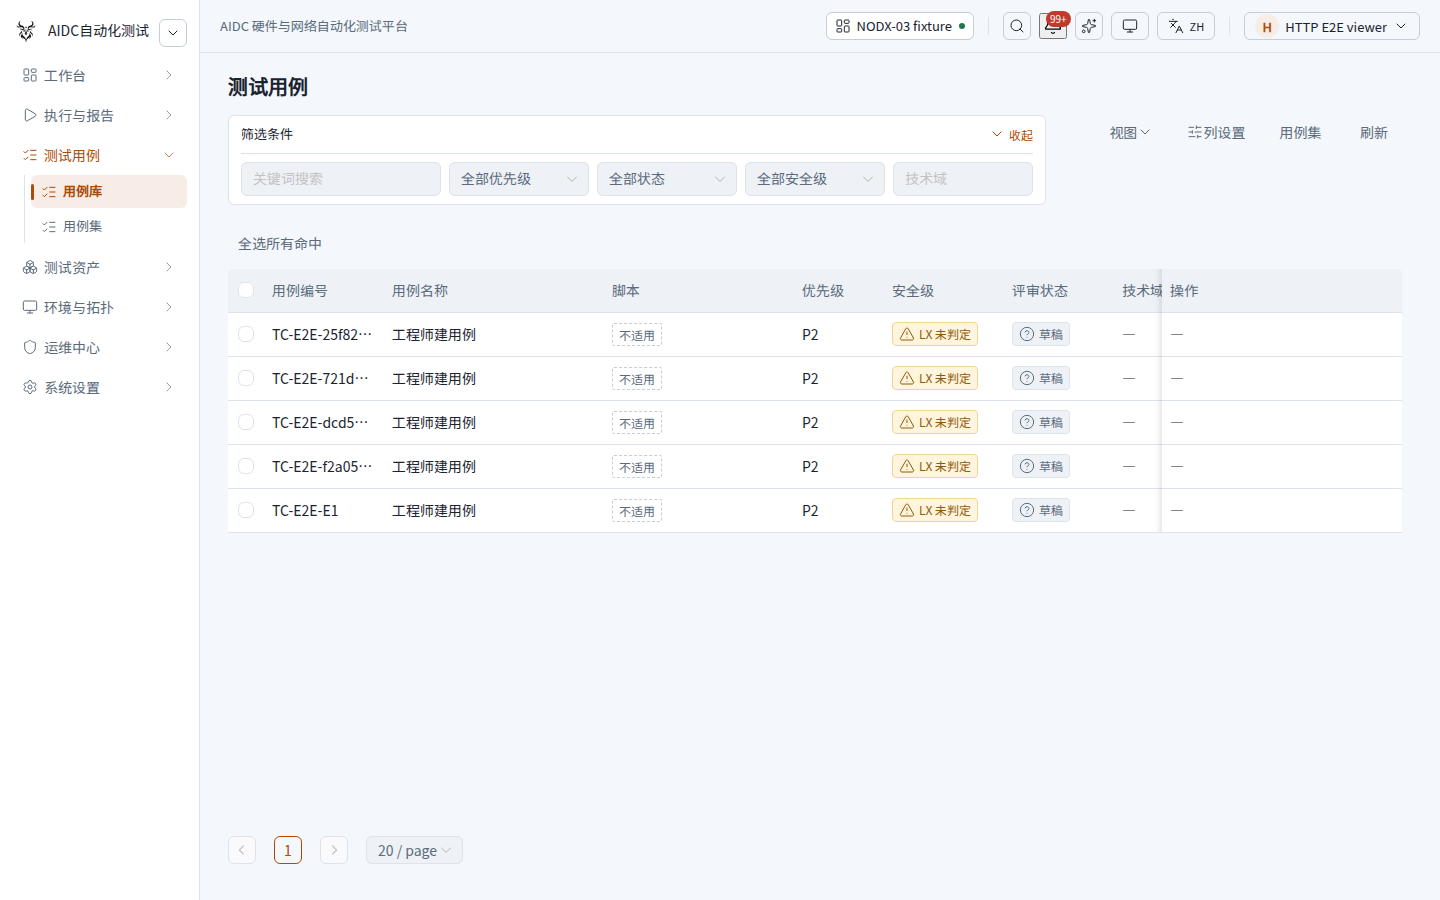 AIDC自动化测试
工作台
执行与报告
测试用例
用例库
用例集
测试资产
环境与拓扑
运维中心
系统设置
AIDC 硬件与网络自动化测试平台
NODX-03 fixture
99+
ZH
H HTTP E2E viewer
测试用例
筛选条件 收起
关键词搜索 全部优先级 全部状态 全部安全级 技术域
视图 列设置 用例集 刷新
全选所有命中
用例编号 用例名称 脚本 优先级 安全级 评审状态 技术域 操作
TC-E2E-25f82··· 工程师建用例 不适用 P2 LX 未判定 草稿 — —
TC-E2E-721d··· 工程师建用例 不适用 P2 LX 未判定 草稿 — —
TC-E2E-dcd5··· 工程师建用例 不适用 P2 LX 未判定 草稿 — —
TC-E2E-f2a05··· 工程师建用例 不适用 P2 LX 未判定 草稿 — —
TC-E2E-E1 工程师建用例 不适用 P2 LX 未判定 草稿 — —
1 20 / page